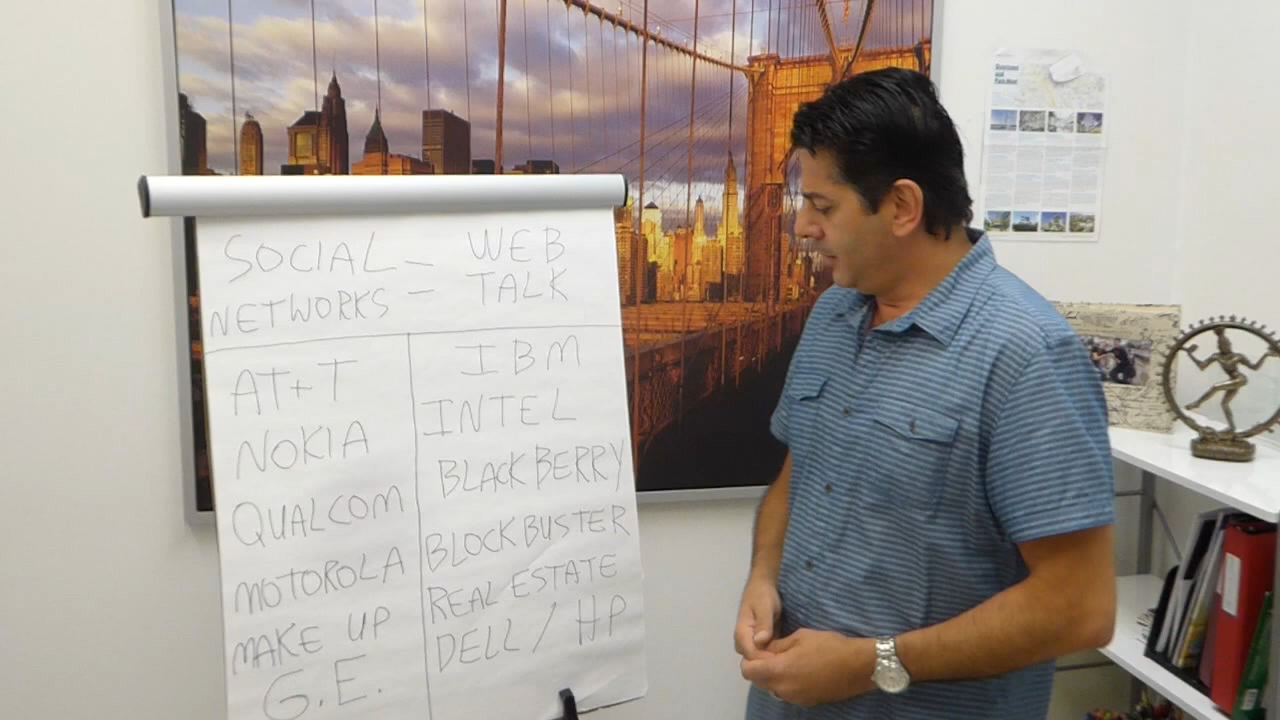 SOCIAL - WEB
NETWORKS - TALK
AT+T
NOKIA
QUALCOM
MOTOROLA
MAKE UP
G.E.
IBM
INTEL
BLACKBERRY
BLOCKBUSTER
REAL ESTATE
DELL / HP